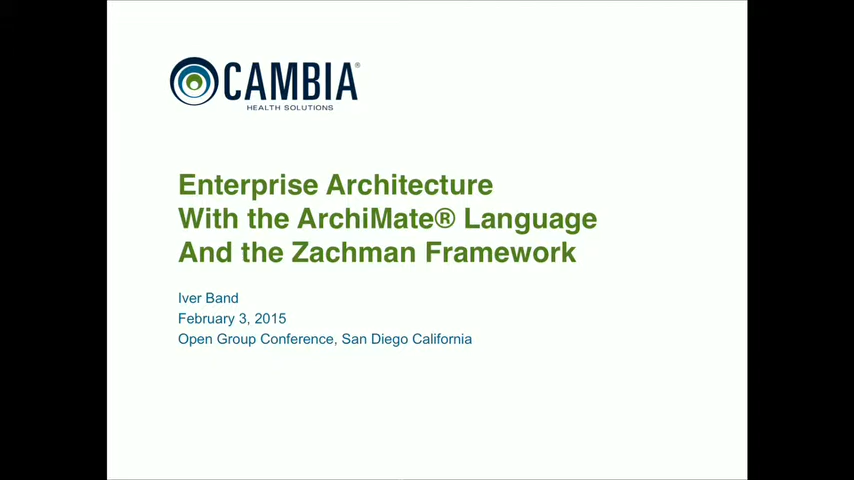 CAMBIA®
HEALTH SOLUTIONS
Enterprise Architecture
With the ArchiMate® Language
And the Zachman Framework
Iver Band
February 3, 2015
Open Group Conference, San Diego California